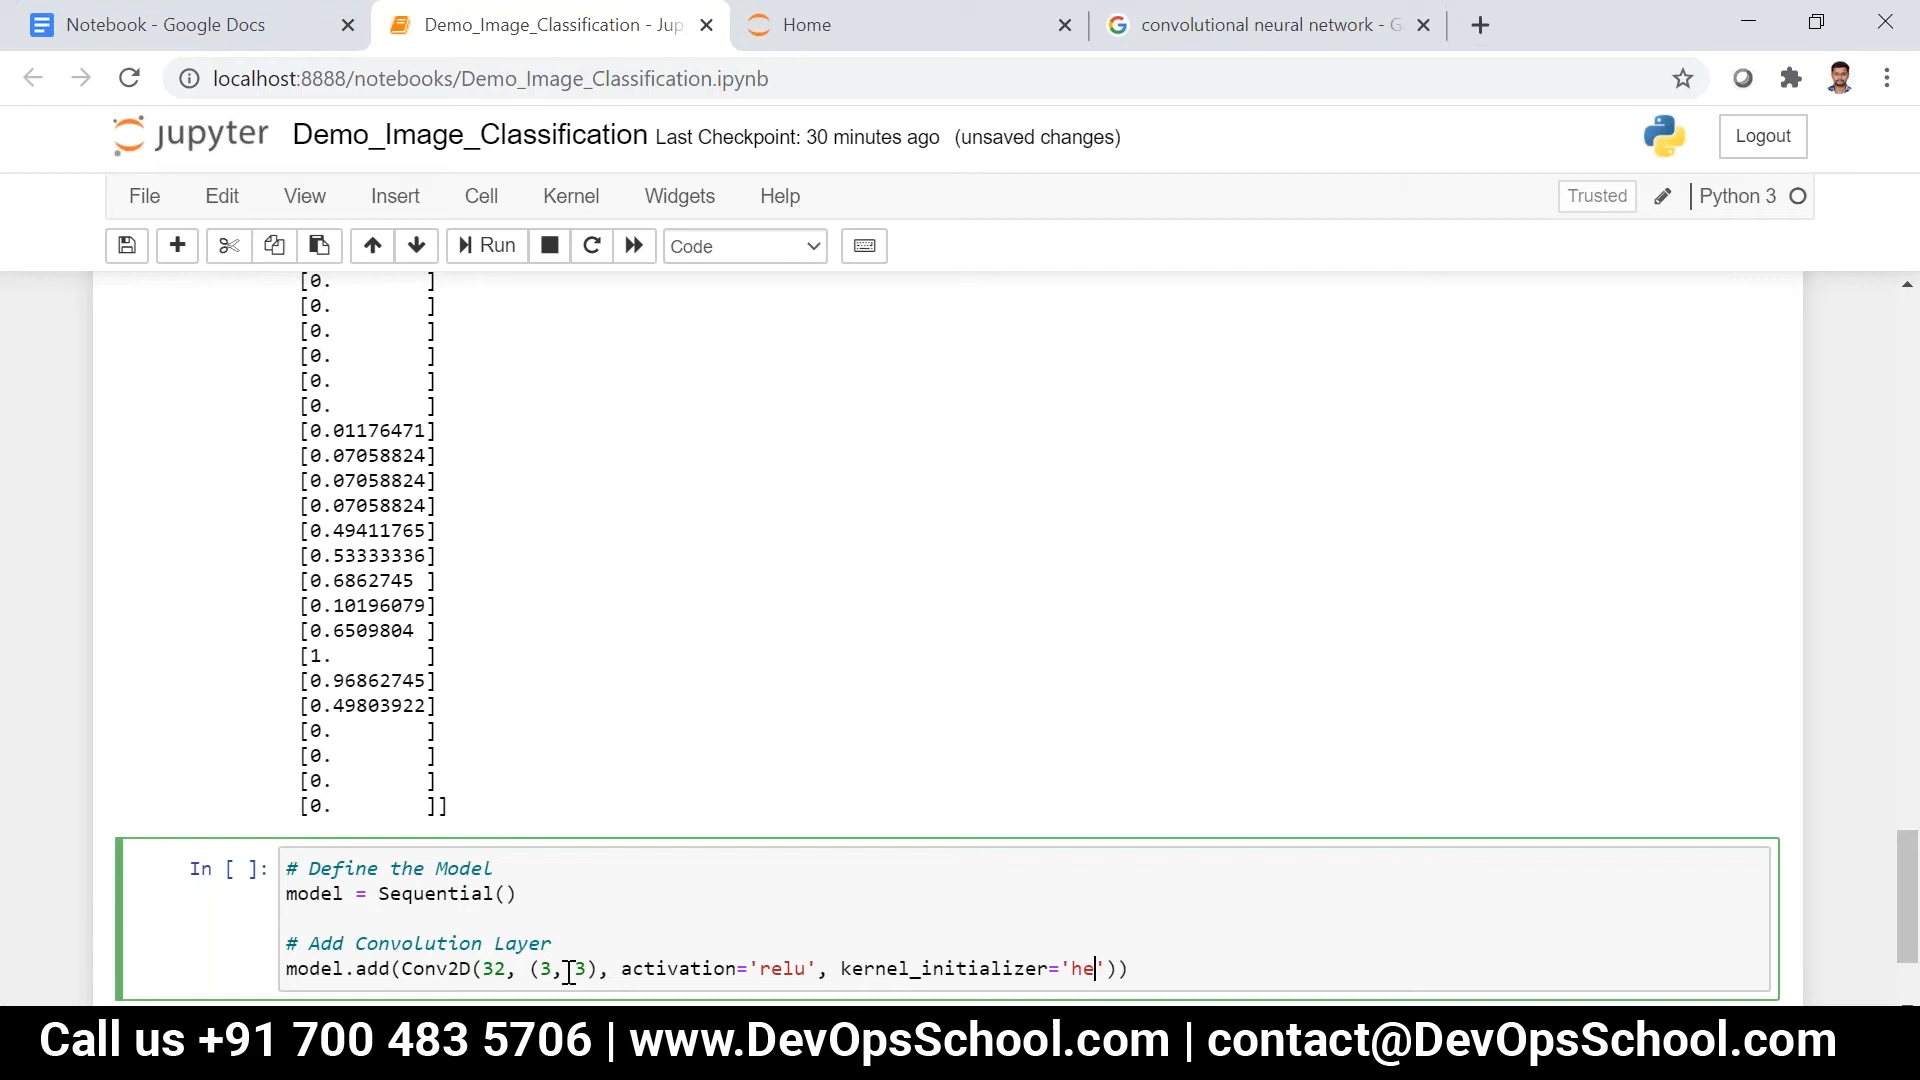 Notebook - Google Docs
Demo_Image_Classification - Jup
Home
convolutional neural network - G
localhost:8888/notebooks/Demo_Image_Classification.ipynb
jupyter Demo_Image_Classification Last Checkpoint: 30 minutes ago (unsaved changes)
Logout
File Edit View Insert Cell Kernel Widgets Help
Trusted Python 3
Run Code
[0. ]
[0. ]
[0. ]
[0. ]
[0. ]
[0. ]
[0.01176471]
[0.07058824]
[0.07058824]
[0.07058824]
[0.49411765]
[0.53333336]
[0.6862745 ]
[0.10196079]
[0.6509804 ]
[1. ]
[0.96862745]
[0.49803922]
[0. ]
[0. ]
[0. ]
[0. ]]
In [ ]: # Define the Model
model = Sequential()
# Add Convolution Layer
model.add(Conv2D(32, (3, 3), activation='relu', kernel_initializer='he'))
Call us +91 700 483 5706 | www.DevOpsSchool.com | contact@DevOpsSchool.com